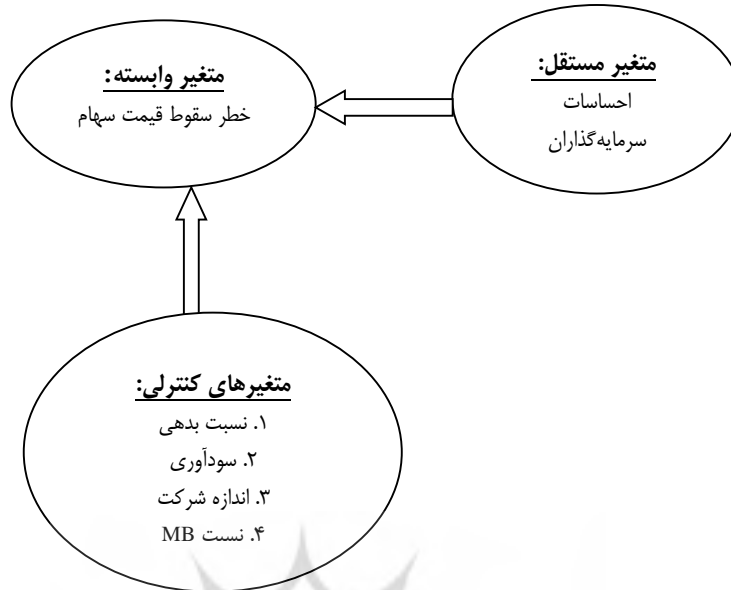 متغیر مستقل:
احساسات
سرمایه‌گذاران
متغیر وابسته:
خطر سقوط قیمت سهام
متغیرهای کنترلی:
۱. نسبت بدهی
۲. سودآوری
۳. اندازه شرکت
۴. نست MB